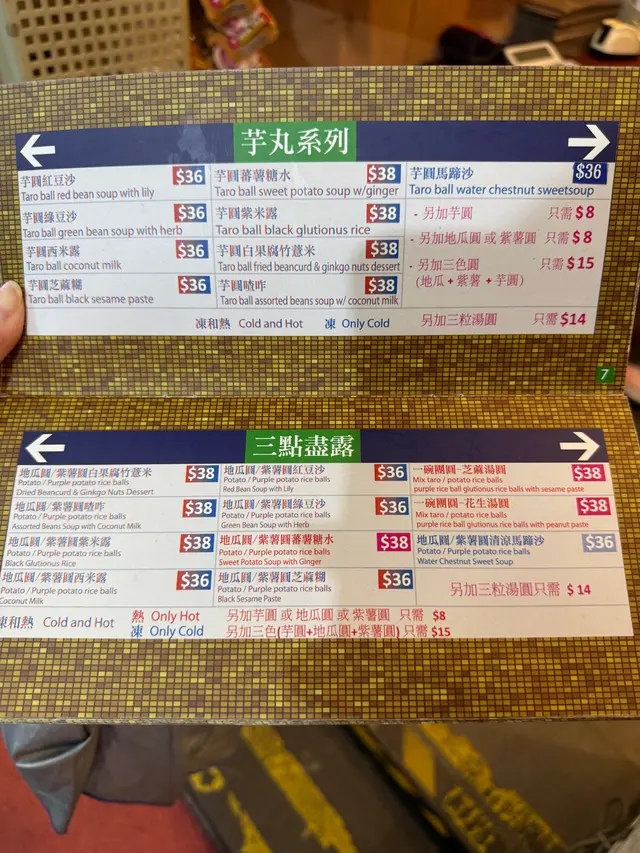 芋丸系列
芋圓紅豆沙 $36
Taro ball red bean soup with lily
芋圓綠豆沙 $36
Taro ball green bean soup with herb
芋圓西米露 $36
Taro ball coconut milk
芋圓芝蔴糊 $36
Taro ball black sesame paste
芋圓蕃薯糖水 $38
Taro ball sweet potato soup w/ginger
芋圓紫米露 $38
Taro ball black glutionus rice
芋圓白果腐竹薏米 $38
Taro ball fried beancurd & ginkgo nuts dessert
芋圓喳咋 $38
Taro ball assorted beans soup w/ coconut milk
芋圓馬蹄沙 $36
Taro ball water chestnut sweetsoup
- 另加芋圓 只需 $8
- 另加地瓜圓 或 紫薯圓 只需 $8
- 另加三色圓 只需 $15
(地瓜 + 紫薯 + 芋圓)
凍和熱 Cold and Hot 凍 Only Cold 另加三粒湯圓 只需 $14
7
三點盡露
地瓜圓/紫薯圓白果腐竹薏米 $38
Potato / Purple potato rice balls
Dried Beancurd & Ginkgo Nuts Dessert
地瓜圓/紫薯圓喳咋 $38
Potato / Purple potato rice balls
Assorted Beans Soup with Coconut Milk
地瓜圓/紫薯圓紫米露 $38
Potato / Purple potato rice balls
Black Glutionus Rice
地瓜圓/紫薯圓西米露 $36
Potato / Purple potato rice balls
Coconut Milk
地瓜圓/紫薯圓紅豆沙 $36
Potato / Purple potato rice balls
Red Bean Soup with Lily
地瓜圓/紫薯圓綠豆沙 $36
Potato / Purple potato rice balls
Green Bean Soup with Herb
地瓜圓/紫薯圓蕃薯糖水 $38
Potato / Purple potato rice balls
Sweet Potato Soup with Ginger
地瓜圓/紫薯圓芝蔴糊 $36
Potato / Purple potato rice balls
Black Sesame Paste
一碗團圓-芝蔴湯圓 $38
Mix taro / potato rice balls
purple rice ball glutionus rice balls with sesame paste
一碗團圓-花生湯圓 $38
Mix taro / potato rice balls
purple rice ball glutionus rice balls with peanut paste
地瓜圓/紫薯圓清涼馬蹄沙 $36
Potato / Purple potato rice balls
Water Chestnut Sweet Soup
另加三粒湯圓只需 $14
凍和熱 Cold and Hot 熱 Only Hot 另加芋圓 或 地瓜圓 或 紫薯圓 只需 $8
凍 Only Cold 另加三色(芋圓+地瓜圓+紫薯圓) 只需 $15